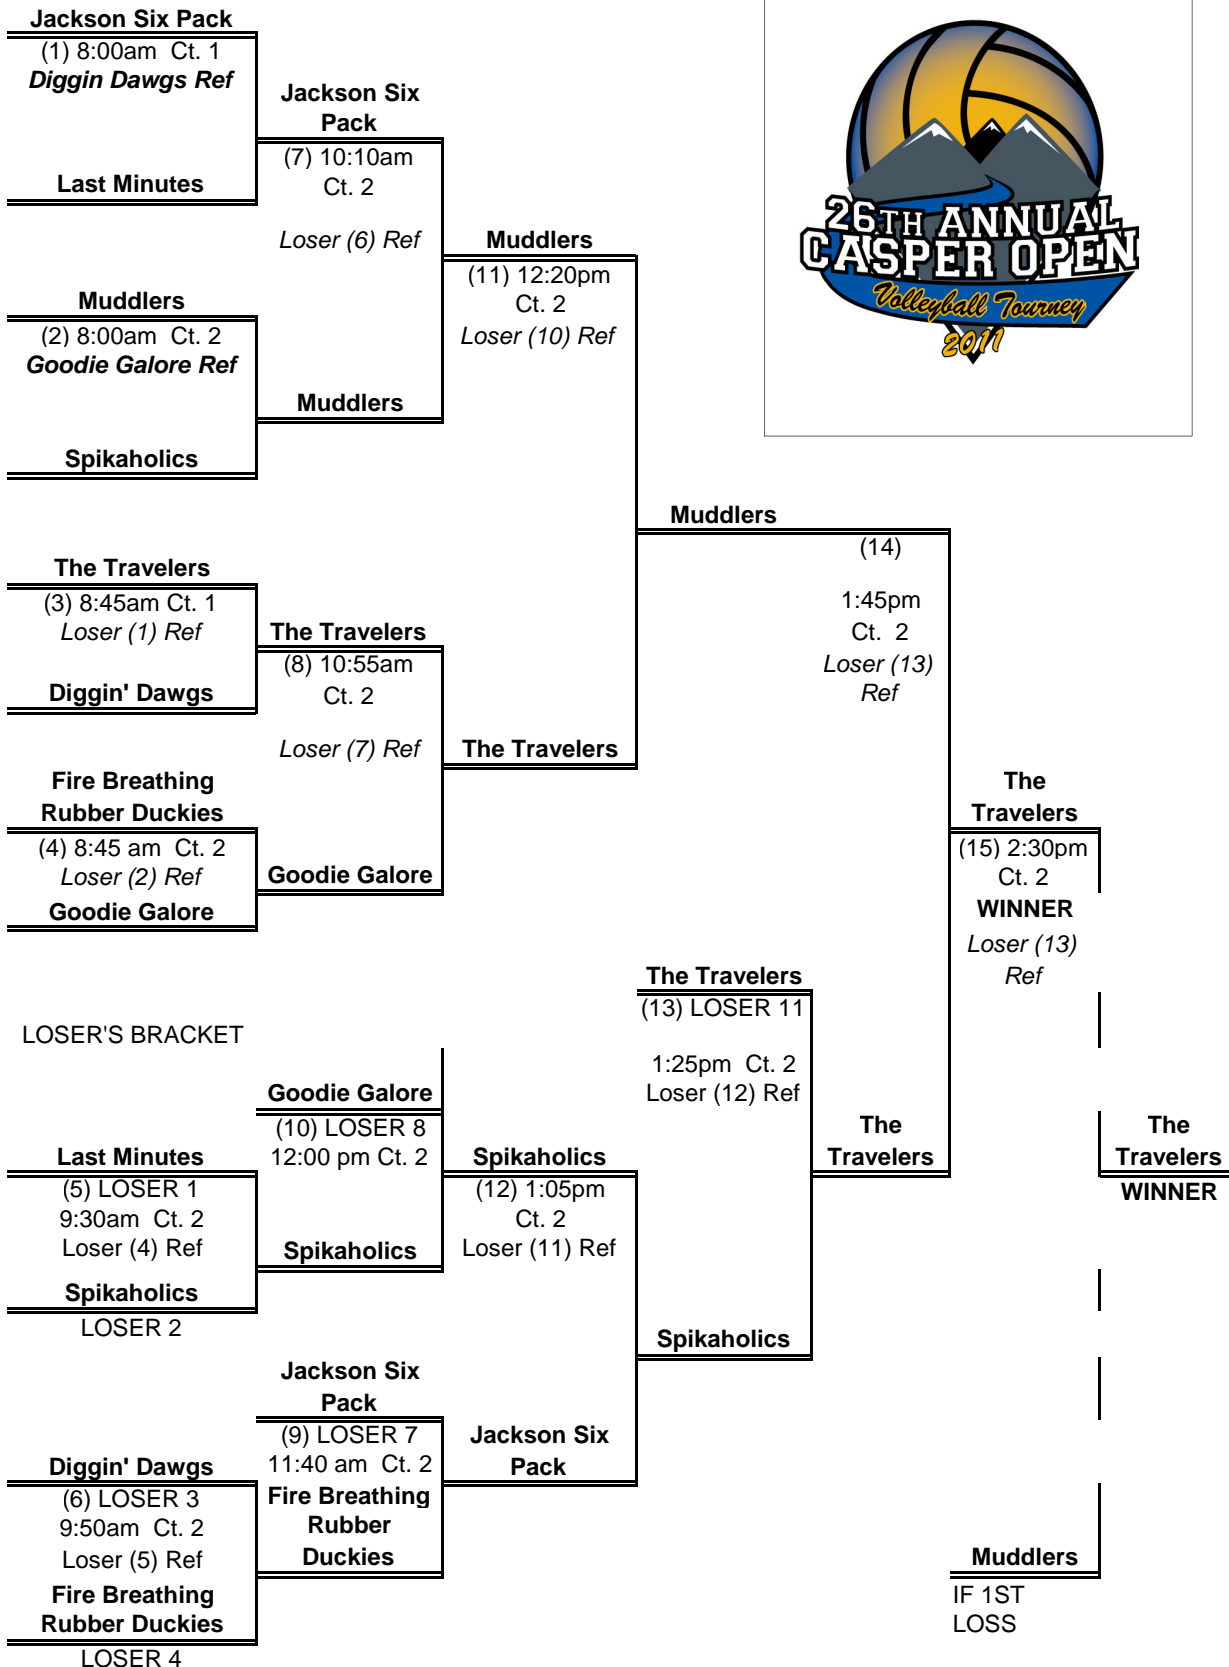 Jackson Six Pack
(1) 8:00am  Ct. 1
Diggin Dawgs Ref
Last Minutes
Jackson Six
Pack
(7) 10:10am
Ct. 2
Loser (6) Ref
Muddlers
(2) 8:00am  Ct. 2
Goodie Galore Ref
Spikaholics
Muddlers
Muddlers
(11) 12:20pm
Ct. 2
Loser (10) Ref
26TH ANNUAL
CASPER OPEN
Volleyball Tourney
2011
The Travelers
(3) 8:45am Ct. 1
Loser (1) Ref
Diggin' Dawgs
The Travelers
(8) 10:55am
Ct. 2
Loser (7) Ref
Fire Breathing
Rubber Duckies
(4) 8:45 am  Ct. 2
Loser (2) Ref
Goodie Galore
Goodie Galore
The Travelers
Muddlers
(14)
1:45pm
Ct.  2
Loser (13)
Ref
The
Travelers
(15) 2:30pm
Ct. 2
WINNER
Loser (13)
Ref
LOSER'S BRACKET
Last Minutes
(5) LOSER 1
9:30am  Ct. 2
Loser (4) Ref
Spikaholics
LOSER 2
Goodie Galore
(10) LOSER 8
12:00 pm Ct. 2
Spikaholics
Spikaholics
(12) 1:05pm
Ct. 2
Loser (11) Ref
The Travelers
(13) LOSER 11
1:25pm  Ct. 2
Loser (12) Ref
The
Travelers
The
Travelers
WINNER
Spikaholics
Diggin' Dawgs
(6) LOSER 3
9:50am  Ct. 2
Loser (5) Ref
Fire Breathing
Rubber Duckies
LOSER 4
Jackson Six
Pack
(9) LOSER 7
11:40 am  Ct. 2
Fire Breathing
Rubber
Duckies
Jackson Six
Pack
Muddlers
IF 1ST
LOSS